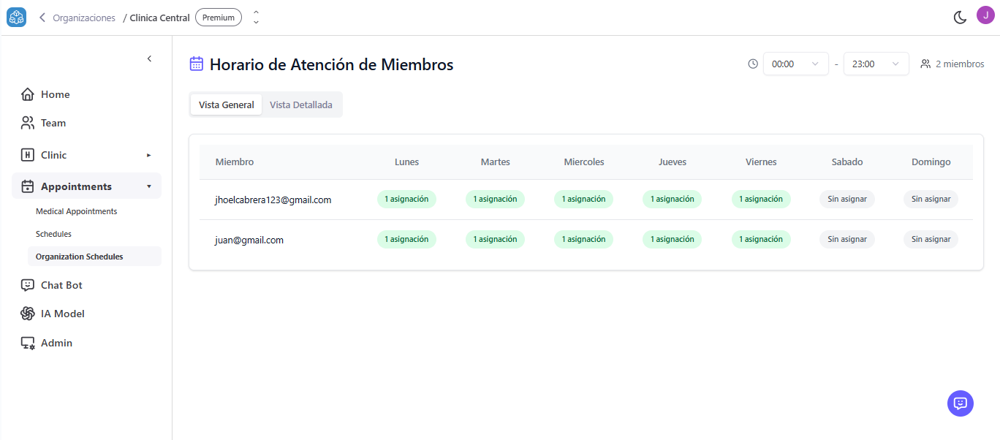 Organizaciones / Clinica Central Premium
J
Horario de Atención de Miembros
00:00 - 23:00 2 miembros
Home
Team
Clinic
Appointments
Medical Appointments
Schedules
Organization Schedules
Chat Bot
IA Model
Admin
Vista General Vista Detallada
Miembro Lunes Martes Miercoles Jueves Viernes Sabado Domingo
jhoelcabrera123@gmail.com 1 asignación 1 asignación 1 asignación 1 asignación 1 asignación Sin asignar Sin asignar
juan@gmail.com 1 asignación 1 asignación 1 asignación 1 asignación 1 asignación Sin asignar Sin asignar